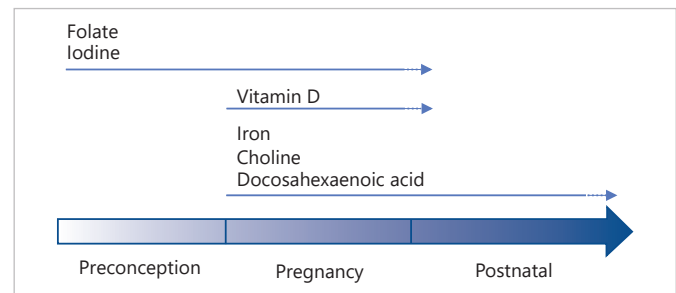 Folate
Iodine
Vitamin D
Iron
Choline
Docosahexaenoic acid
Preconception
Pregnancy
Postnatal